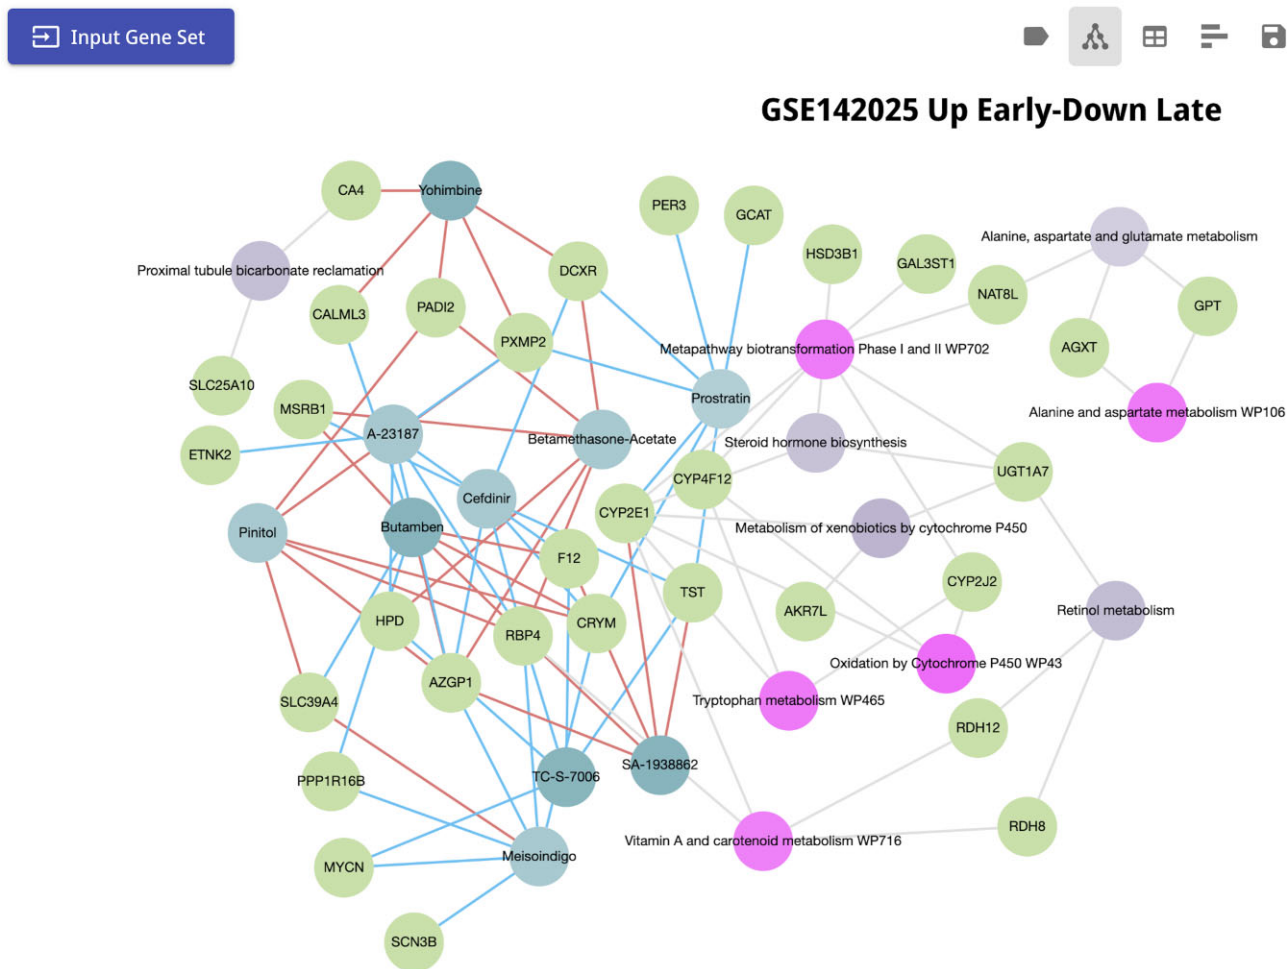 Input Gene Set
GSE142025 Up Early-Down Late
CA4
Yohimbine
PER3
GCAT
Alanine, aspartate and glutamate metabolism
HSD3B1
GAL3ST1
Proximal tubule bicarbonate reclamation
DCXR
NAT8L
GPT
CALML3
PADI2
PXMP2
Metapathway biotransformation Phase I and II WP702
AGXT
SLC25A10
Prostratin
MSRB1
Alanine and aspartate metabolism WP106
A-23187
Betamethasone-Acetate
Steroid hormone biosynthesis
ETNK2
UGT1A7
CYP4F12
Cefdinir
CYP2E1
Butamben
Metabolism of xenobiotics by cytochrome P450
Pinitol
F12
CYP2J2
TST
AKR7L
Retinol metabolism
HPD
CRYM
RBP4
Oxidation by Cytochrome P450 WP43
AZGP1
SLC39A4
Tryptophan metabolism WP465
RDH12
SA-1938862
TC-S-7006
PPP1R16B
RDH8
Vitamin A and carotenoid metabolism WP716
Meisoindigo
MYCN
SCN3B